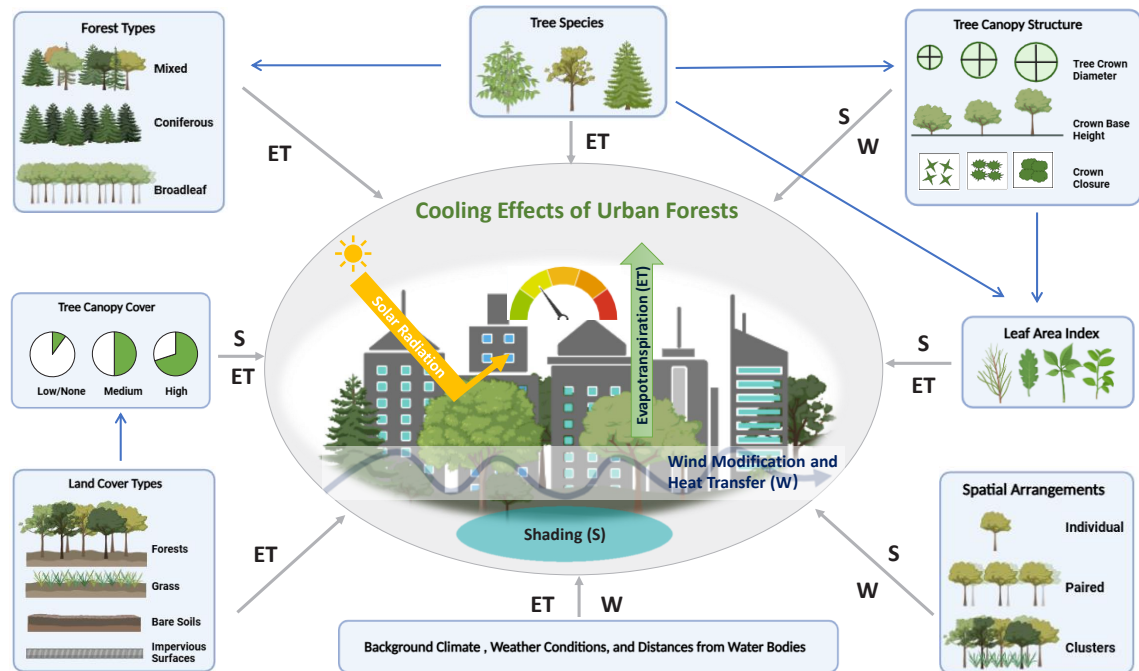 Forest Types
Mixed
Coniferous
Broadleaf
Tree Species
Tree Canopy Structure
Tree Crown
Diameter
Crown Base
Height
Crown
Closure
ET
ET
S
W
Cooling Effects of Urban Forests
Solar Radiation
Evapotranspiration (ET)
Wind Modification and
Heat Transfer (W)
Shading (S)
Tree Canopy Cover
Low/None
Medium
High
S
ET
Leaf Area Index
S
ET
Land Cover Types
Forests
Grass
Bare Soils
Impervious
Surfaces
ET
Spatial Arrangements
Individual
Paired
Clusters
S
W
ET
W
Background Climate , Weather Conditions, and Distances from Water Bodies